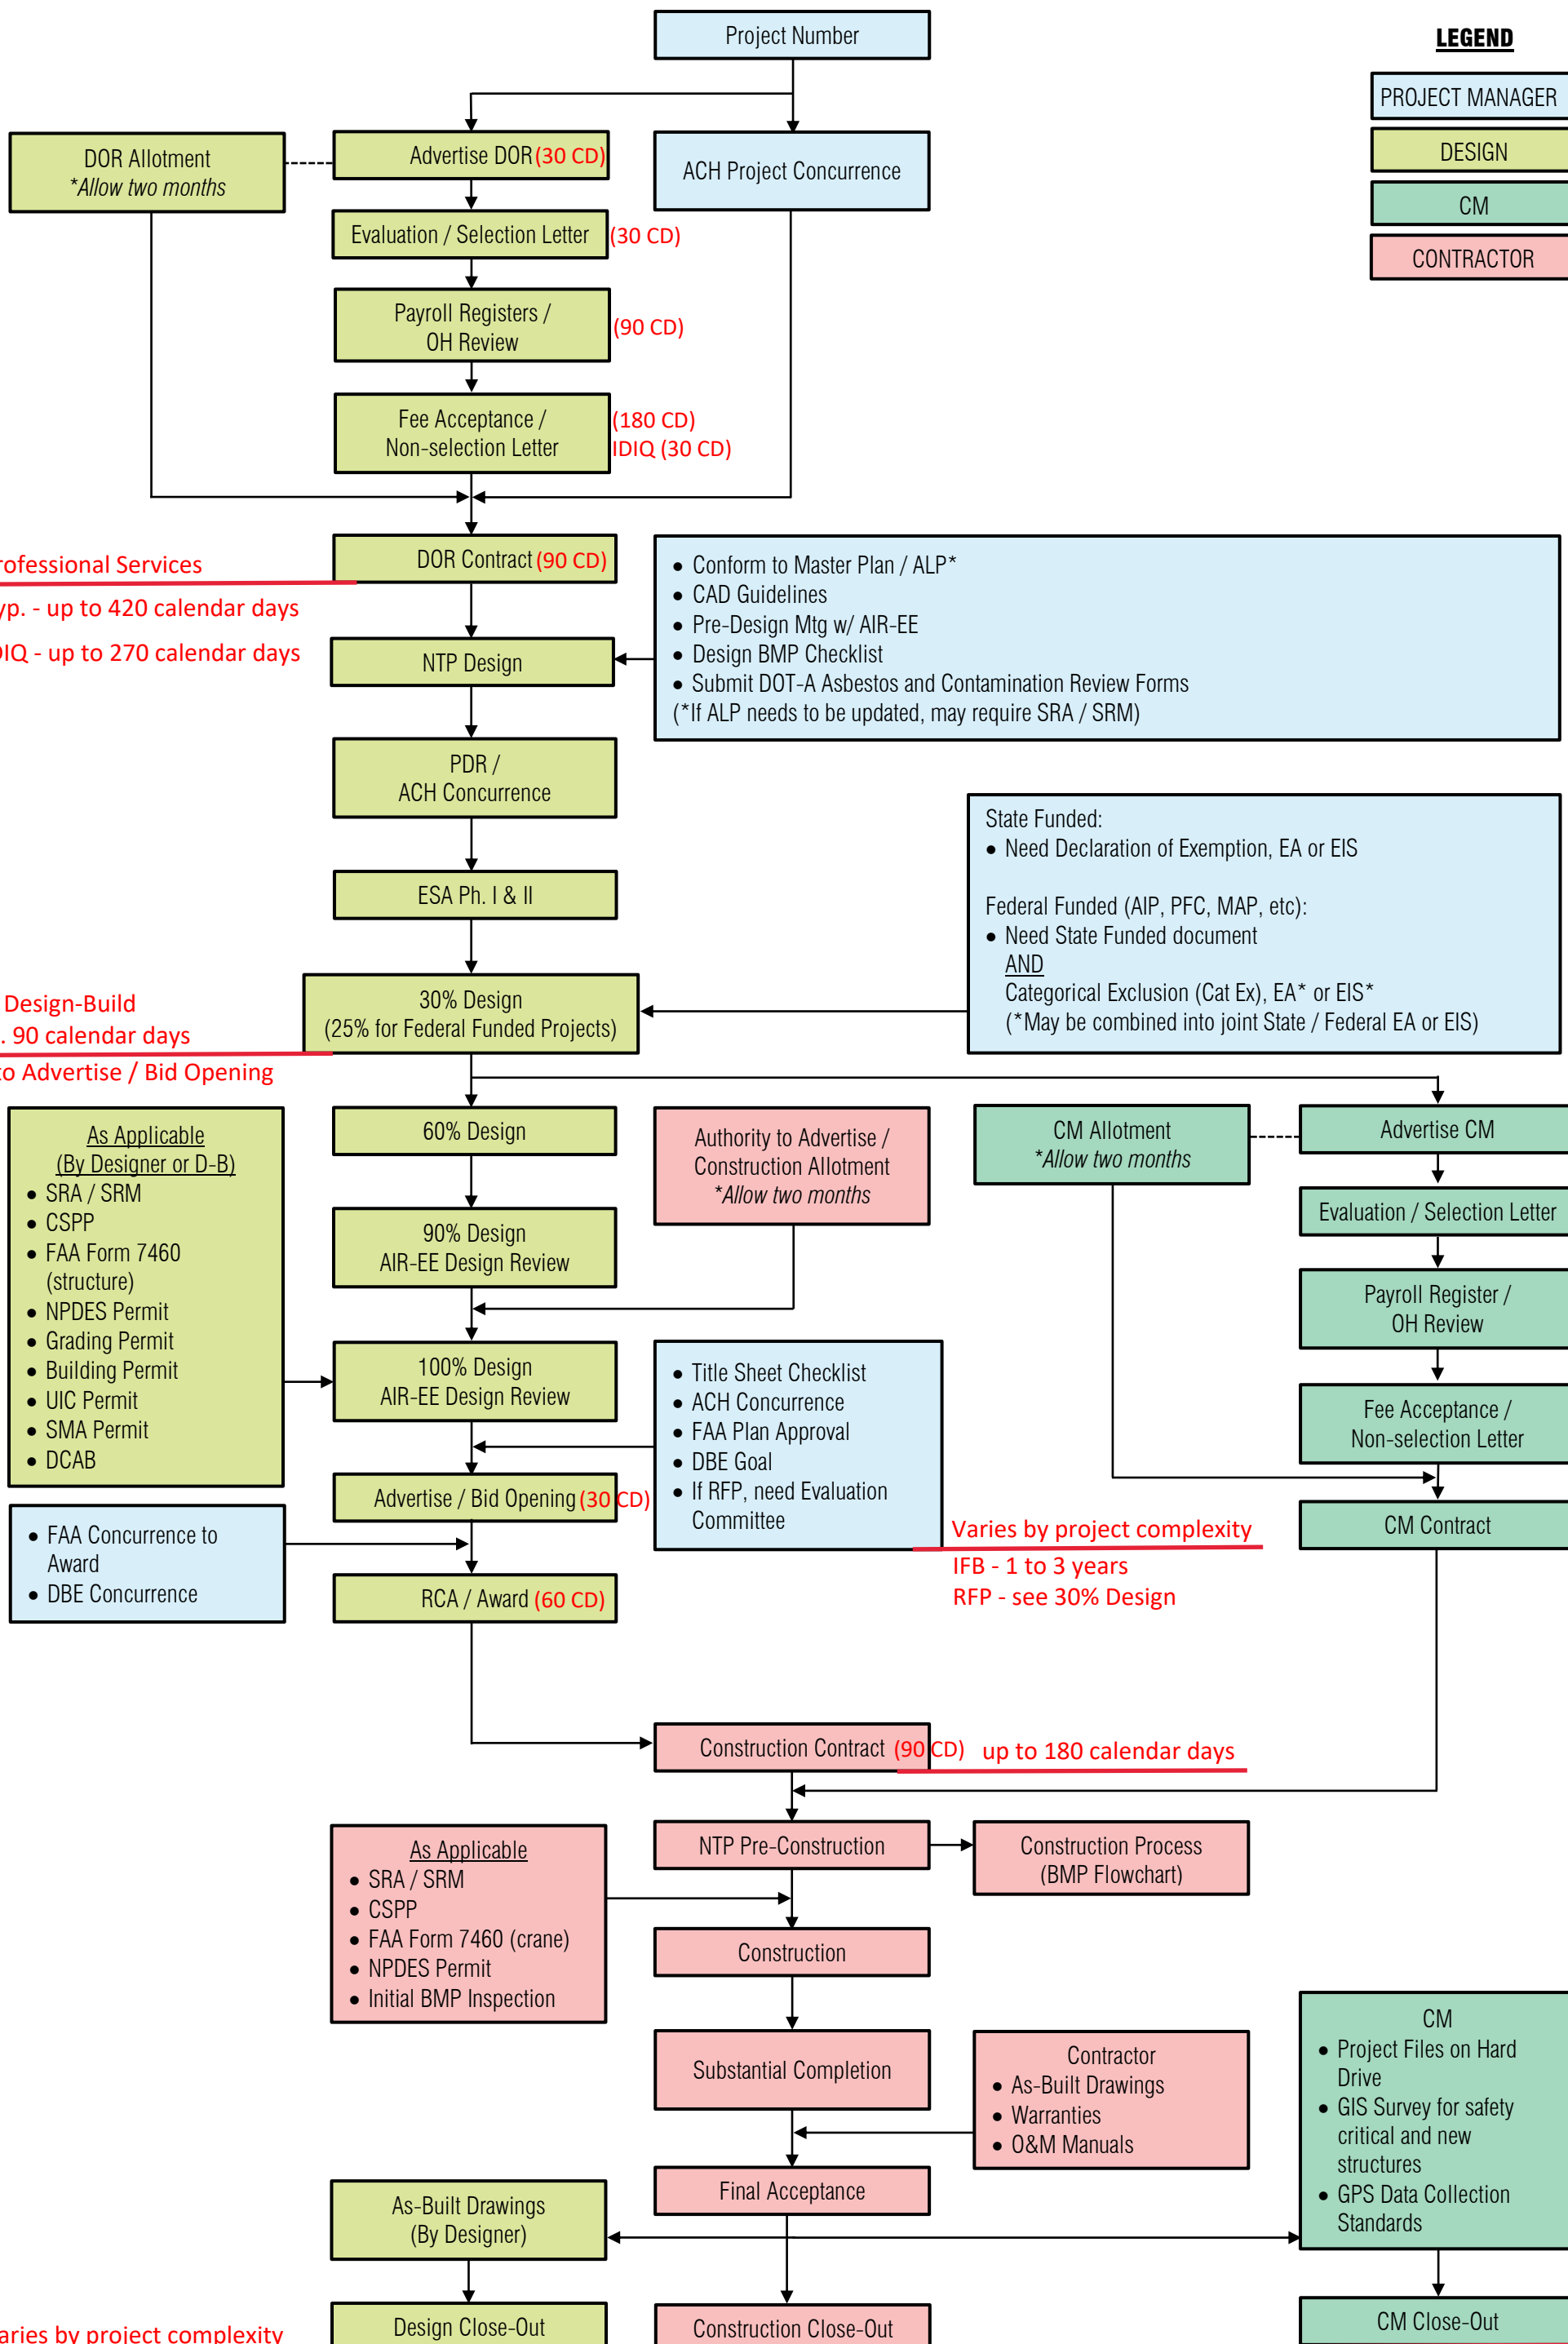 Project Number
LEGEND
PROJECT MANAGER
DESIGN
CM
CONTRACTOR
DOR Allotment
*Allow two months
Advertise DOR (30 CD)
ACH Project Concurrence
Evaluation / Selection Letter (30 CD)
Payroll Registers /
OH Review
(90 CD)
Fee Acceptance /
Non-selection Letter
(180 CD)
IDIQ (30 CD)
rofessional Services
yp. - up to 420 calendar days
DIQ - up to 270 calendar days
DOR Contract (90 CD)
• Conform to Master Plan / ALP*
• CAD Guidelines
• Pre-Design Mtg w/ AIR-EE
• Design BMP Checklist
• Submit DOT-A Asbestos and Contamination Review Forms
(*If ALP needs to be updated, may require SRA / SRM)
NTP Design
PDR /
ACH Concurrence
ESA Ph. I & II
State Funded:
• Need Declaration of Exemption, EA or EIS
Federal Funded (AIP, PFC, MAP, etc):
• Need State Funded document
AND
Categorical Exclusion (Cat Ex), EA* or EIS*
(*May be combined into joint State / Federal EA or EIS)
Design-Build
. 90 calendar days
to Advertise / Bid Opening
30% Design
(25% for Federal Funded Projects)
As Applicable
(By Designer or D-B)
• SRA / SRM
• CSPP
• FAA Form 7460
(structure)
• NPDES Permit
• Grading Permit
• Building Permit
• UIC Permit
• SMA Permit
• DCAB
60% Design
Authority to Advertise /
Construction Allotment
*Allow two months
CM Allotment
*Allow two months
Advertise CM
Evaluation / Selection Letter
90% Design
AIR-EE Design Review
Payroll Register /
OH Review
100% Design
AIR-EE Design Review
• Title Sheet Checklist
• ACH Concurrence
• FAA Plan Approval
• DBE Goal
• If RFP, need Evaluation
Committee
Fee Acceptance /
Non-selection Letter
Advertise / Bid Opening (30 CD)
• FAA Concurrence to
Award
• DBE Concurrence
Varies by project complexity
IFB - 1 to 3 years
RFP - see 30% Design
CM Contract
RCA / Award (60 CD)
Construction Contract (90 CD) up to 180 calendar days
NTP Pre-Construction
Construction Process
(BMP Flowchart)
As Applicable
• SRA / SRM
• CSPP
• FAA Form 7460 (crane)
• NPDES Permit
• Initial BMP Inspection
Construction
Substantial Completion
Contractor
• As-Built Drawings
• Warranties
• O&M Manuals
CM
• Project Files on Hard
Drive
• GIS Survey for safety
critical and new
structures
• GPS Data Collection
Standards
Final Acceptance
As-Built Drawings
(By Designer)
Design Close-Out
Construction Close-Out
CM Close-Out
aries by project complexity